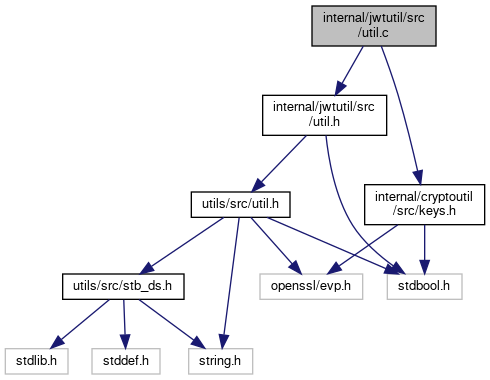 internal/jwtutil/src
/util.c
internal/jwtutil/src
/util.h
internal/cryptoutil
/src/keys.h
utils/src/util.h
utils/src/stb_ds.h
openssl/evp.h
stdbool.h
stdlib.h
stddef.h
string.h